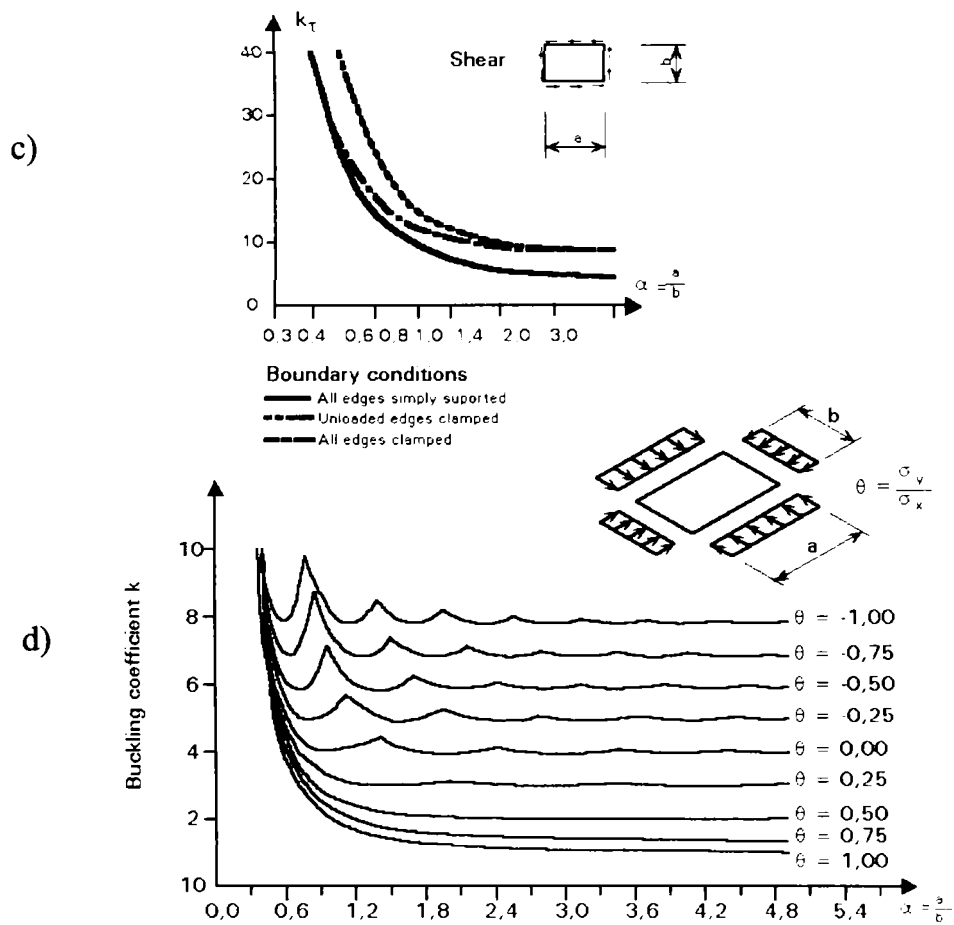 c)
kτ
40
30
20
10
0
Shear
b
a
α = a/b
0,3 0,4 0,6 0,8 1,0 1,4 2,0 3,0
Boundary conditions
All edges simply suported
Unloaded edges clamped
All edges clamped
d)
b
a
θ = σy/σx
Buckling coefficient k
10
8
6
4
2
10
θ = -1,00
θ = -0,75
θ = -0,50
θ = -0,25
θ = 0,00
θ = 0,25
θ = 0,50
θ = 0,75
θ = 1,00
0,0 0,6 1,2 1,8 2,4 3,0 3,6 4,2 4,8 5,4 α = a/b